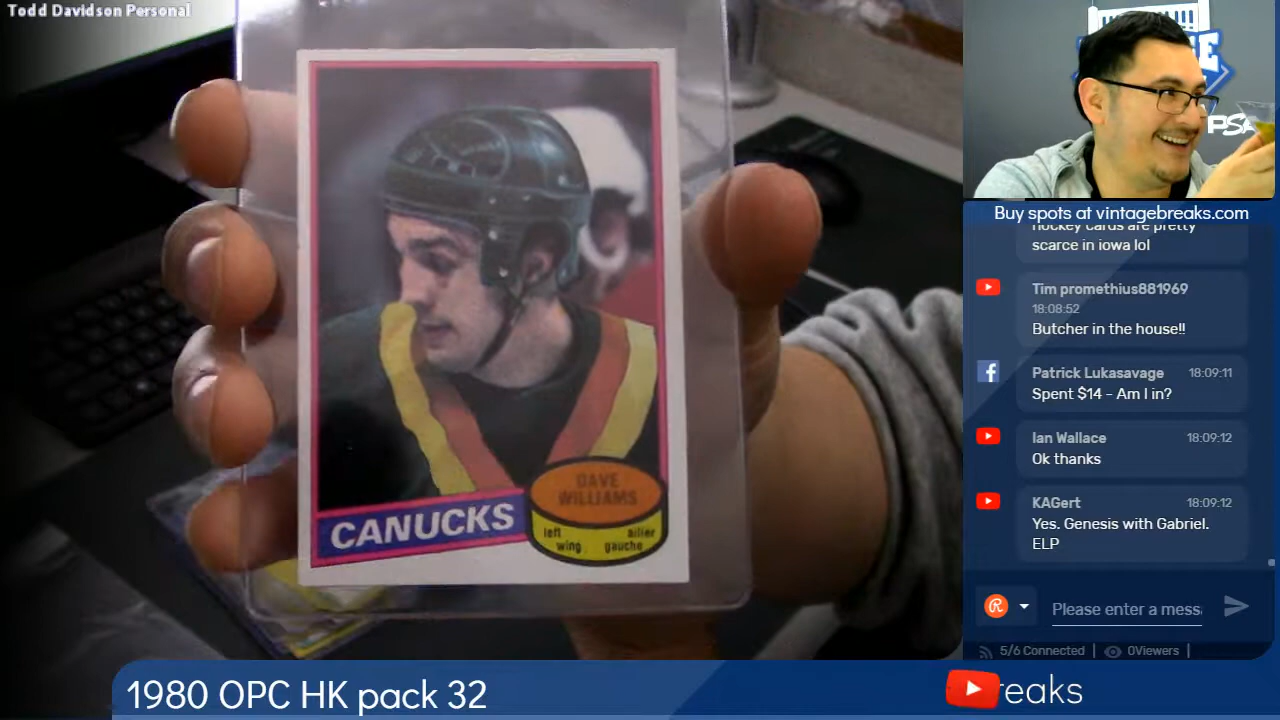 Todd Davidson Personal
DAVE
WILLIAMS
left ailier
wing gauche
CANUCKS
PSA
Buy spots at vintagebreaks.com
hockey cards are pretty
scarce in iowa lol
Tim promethius881969
18:08:52
Butcher in the house!!
Patrick Lukasavage 18:09:11
Spent $14 - Am I in?
Ian Wallace 18:09:12
Ok thanks
KAGert 18:09:12
Yes. Genesis with Gabriel.
ELP
Please enter a messa
5/6 Connected | 0Viewers |
1980 OPC HK pack 32
reaks